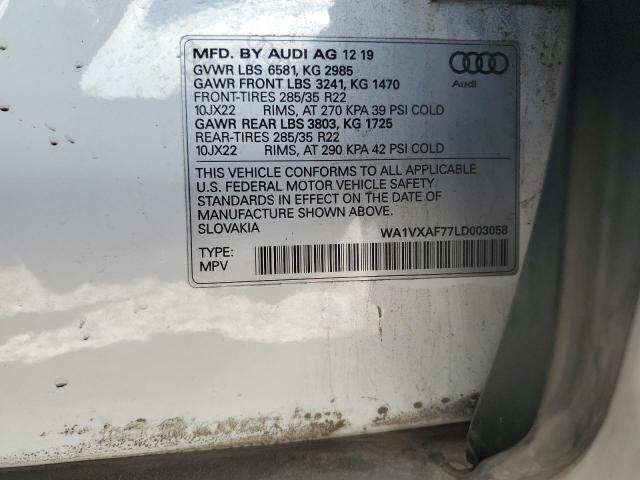 MFD. BY AUDI AG 12 19
GVWR LBS 6581, KG 2985
GAWR FRONT LBS 3241, KG 1470
FRONT-TIRES 285/35 R22
10JX22 RIMS, AT 270 KPA 39 PSI COLD
GAWR REAR LBS 3803, KG 1725
REAR-TIRES 285/35 R22
10JX22 RIMS, AT 290 KPA 42 PSI COLD
Audi
THIS VEHICLE CONFORMS TO ALL APPLICABLE
U.S. FEDERAL MOTOR VEHICLE SAFETY
STANDARDS IN EFFECT ON THE DATE OF
MANUFACTURE SHOWN ABOVE.
SLOVAKIA WA1VXAF77LD003058
TYPE:
MPV